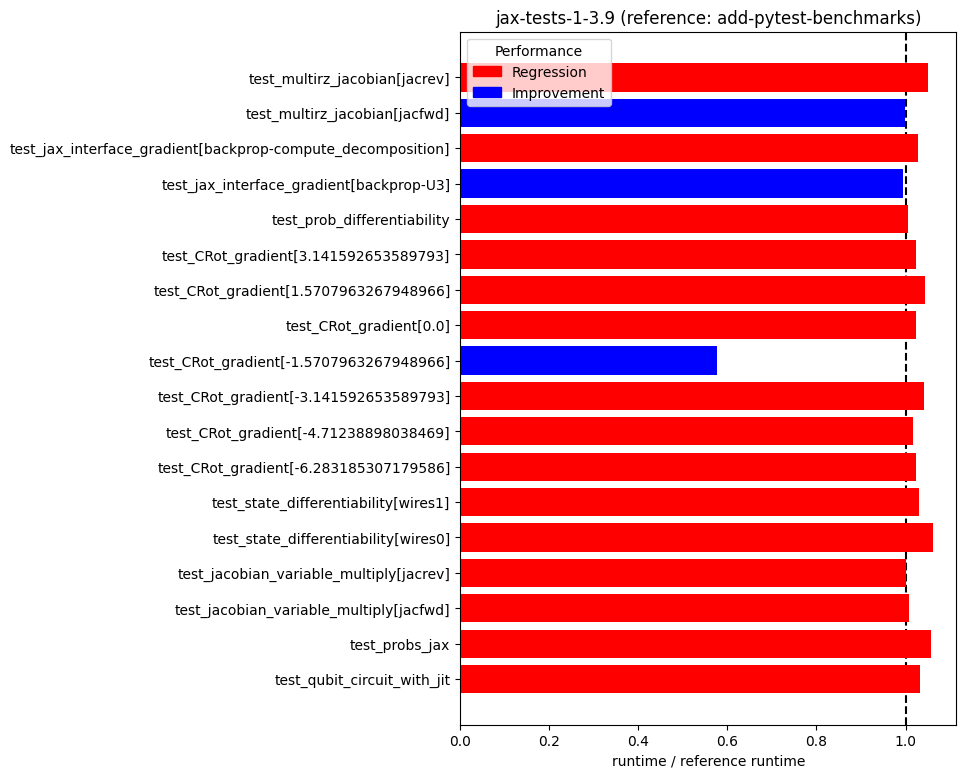 jax-tests-1-3.9 (reference: add-pytest-benchmarks)
Performance
Regression
Improvement
test_multirz_jacobian[jacrev]
test_multirz_jacobian[jacfwd]
test_jax_interface_gradient[backprop-compute_decomposition]
test_jax_interface_gradient[backprop-U3]
test_prob_differentiability
test_CRot_gradient[3.141592653589793]
test_CRot_gradient[1.5707963267948966]
test_CRot_gradient[0.0]
test_CRot_gradient[-1.5707963267948966]
test_CRot_gradient[-3.141592653589793]
test_CRot_gradient[-4.71238898038469]
test_CRot_gradient[-6.283185307179586]
test_state_differentiability[wires1]
test_state_differentiability[wires0]
test_jacobian_variable_multiply[jacrev]
test_jacobian_variable_multiply[jacfwd]
test_probs_jax
test_qubit_circuit_with_jit
0.0 0.2 0.4 0.6 0.8 1.0
runtime / reference runtime